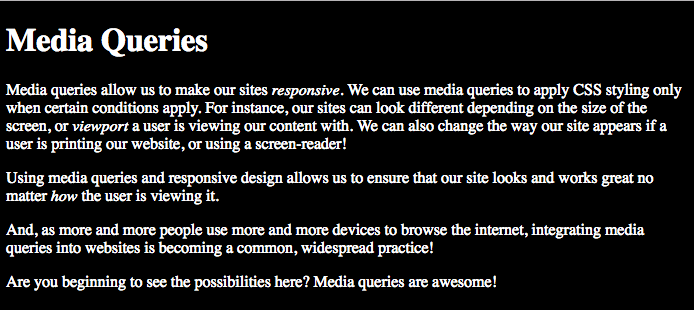 Media Queries
Media queries allow us to make our sites responsive. We can use media queries to apply CSS styling only
when certain conditions apply. For instance, our sites can look different depending on the size of the
screen, or viewport a user is viewing our content with. We can also change the way our site appears if a
user is printing our website, or using a screen-reader!
Using media queries and responsive design allows us to ensure that our site looks and works great no
matter how the user is viewing it.
And, as more and more people use more and more devices to browse the internet, integrating media
queries into websites is becoming a common, widespread practice!
Are you beginning to see the possibilities here? Media queries are awesome!